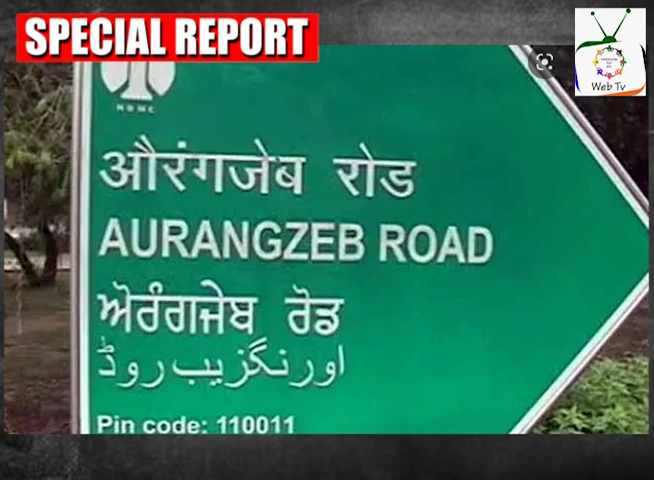 SPECIAL REPORT
Web Tv
NDMC
औरंगजेब रोड
AURANGZEB ROAD
ਔਰੰਗਜੇਬ ਰੋਡ
اورنگزیب روڈ
Pin code: 110011